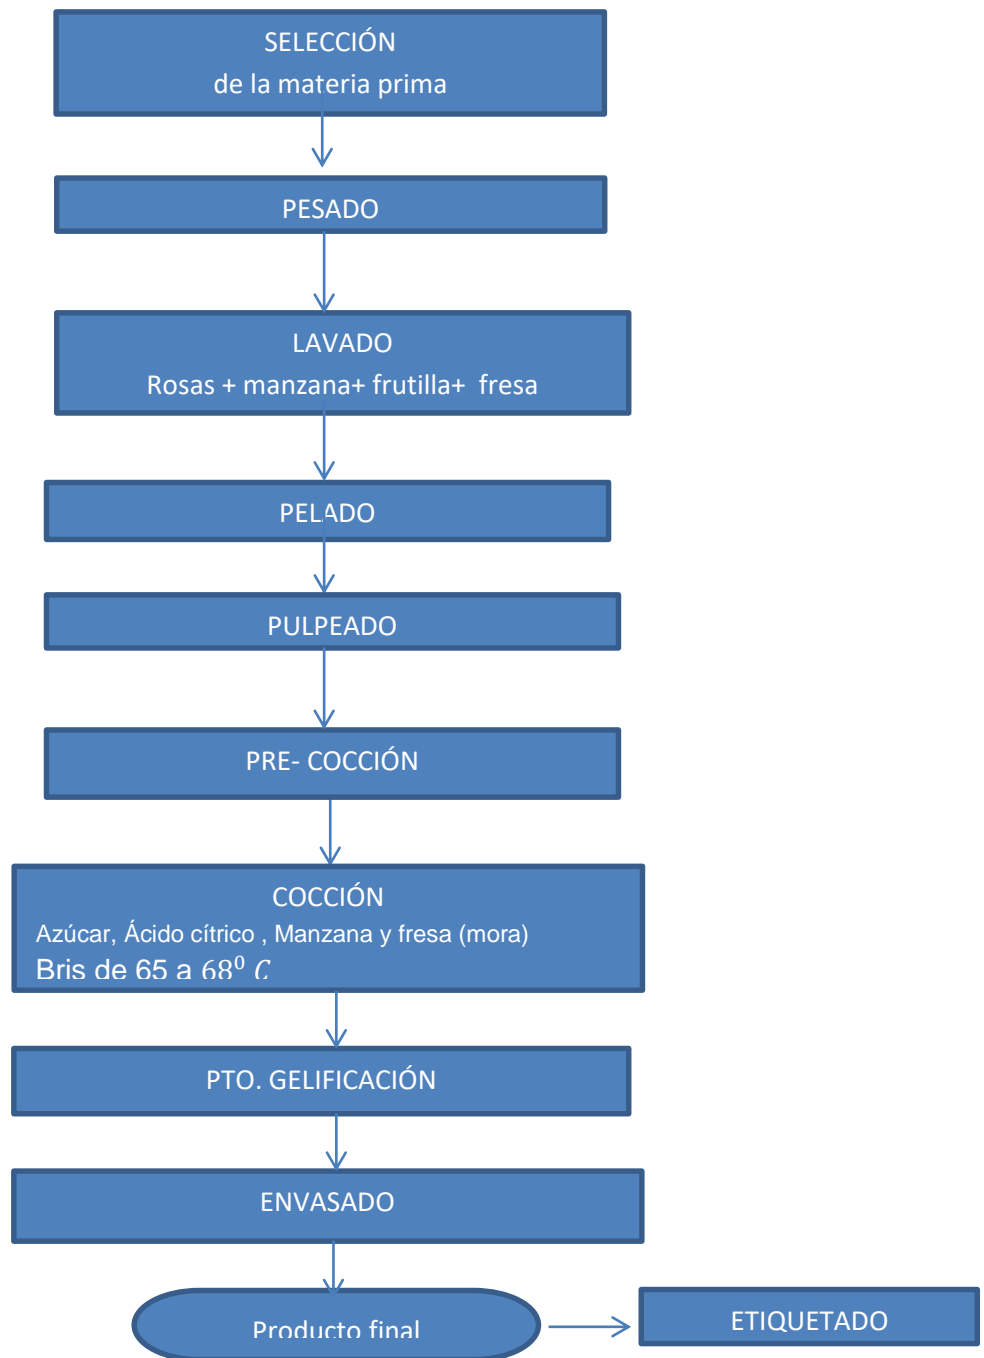 SELECCIÓN
de la materia prima
PESADO
LAVADO
Rosas + manzana+ frutilla+ fresa
PELADO
PULPEADO
PRE- COCCIÓN
COCCIÓN
Azúcar, Ácido cítrico , Manzana y fresa (mora)
Bris de 65 a 68⁰ C
PTO. GELIFICACIÓN
ENVASADO
Producto final
ETIQUETADO